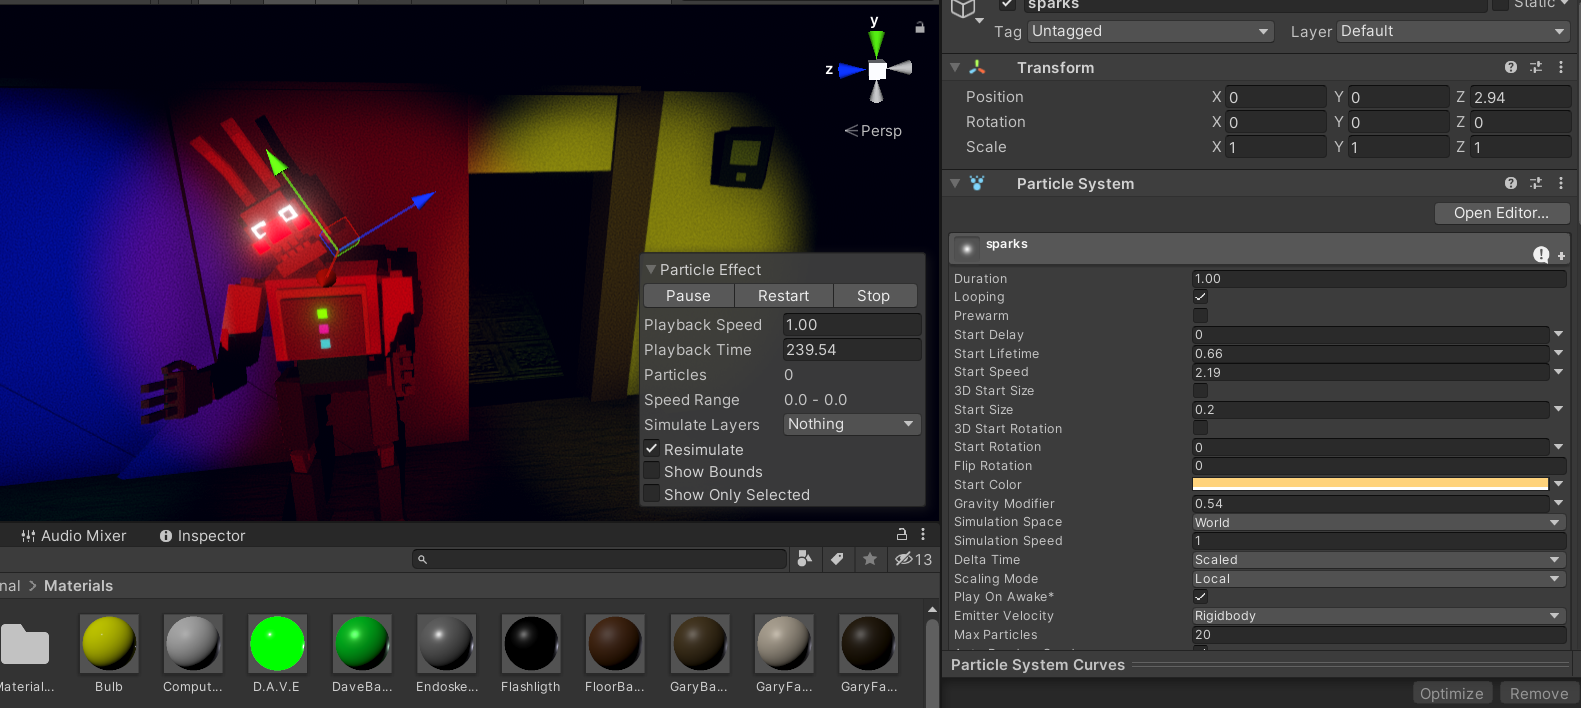 sparks
Static
Tag Untagged Layer Default
Transform
Position X 0 Y 0 Z 2.94
Rotation X 0 Y 0 Z 0
Scale X 1 Y 1 Z 1
Particle System
Open Editor...
sparks
Duration 1.00
Looping
Prewarm
Start Delay 0
Start Lifetime 0.66
Start Speed 2.19
3D Start Size
Start Size 0.2
3D Start Rotation
Start Rotation 0
Flip Rotation 0
Start Color
Gravity Modifier 0.54
Simulation Space World
Simulation Speed 1
Delta Time Scaled
Scaling Mode Local
Play On Awake*
Emitter Velocity Rigidbody
Max Particles 20
Particle System Curves
Optimize Remove
y
z
Persp
Particle Effect
Pause Restart Stop
Playback Speed 1.00
Playback Time 239.54
Particles 0
Speed Range 0.0 - 0.0
Simulate Layers Nothing
Resimulate
Show Bounds
Show Only Selected
Audio Mixer Inspector
13
nal > Materials
Material... Bulb Comput... D.A.V.E DaveBa... Endoske... Flashligth FloorBa... GaryBa... GaryFa... GaryFa...